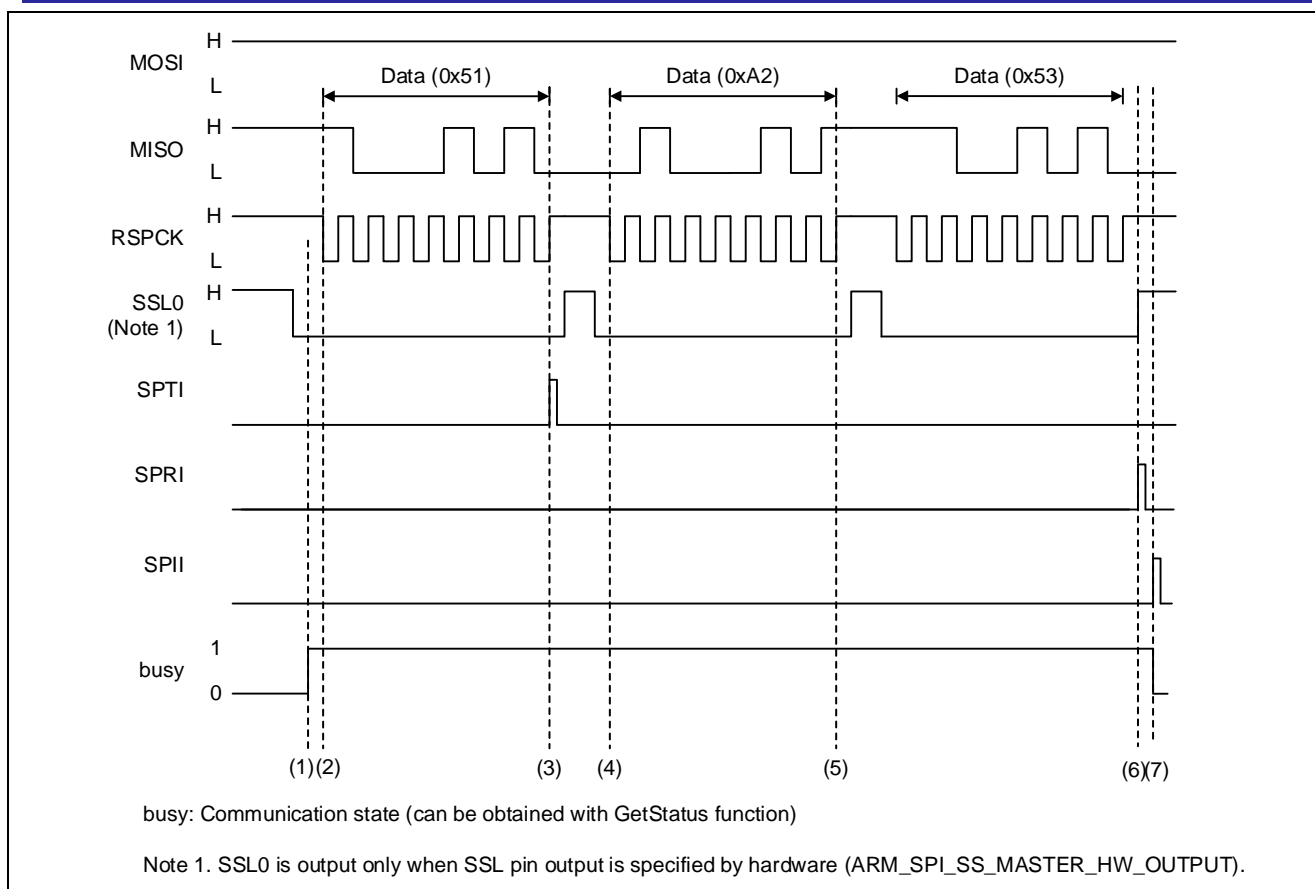 H
MOSI
L
Data (0x51)
Data (0xA2)
Data (0x53)
H
MISO
L
H
RSPCK
L
H
SSL0
(Note 1)
L
SPTI
SPRI
SPII
1
busy
0
(1)(2) (3) (4) (5) (6)(7)
busy: Communication state (can be obtained with GetStatus function)
Note 1. SSL0 is output only when SSL pin output is specified by hardware (ARM_SPI_SS_MASTER_HW_OUTPUT).